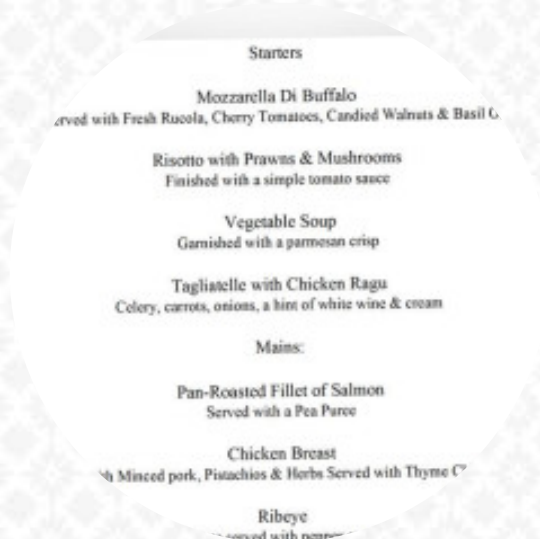 Starters
Mozzarella Di Buffalo
with Fresh Rucola, Cherry Tomatoes, Candied Walnuts & Basil
Risotto with Prawns & Mushrooms
Finished with a simple tomato sauce
Vegetable Soup
Garnished with a parmesan crisp
Tagliatelle with Chicken Ragu
Celery, carrots, onions, a hint of white wine & cream
Mains:
Pan-Roasted Fillet of Salmon
Served with a Pea Puree
Chicken Breast
Minced pork, Pistachios & Herbs Served with Thyme
Ribeye
with